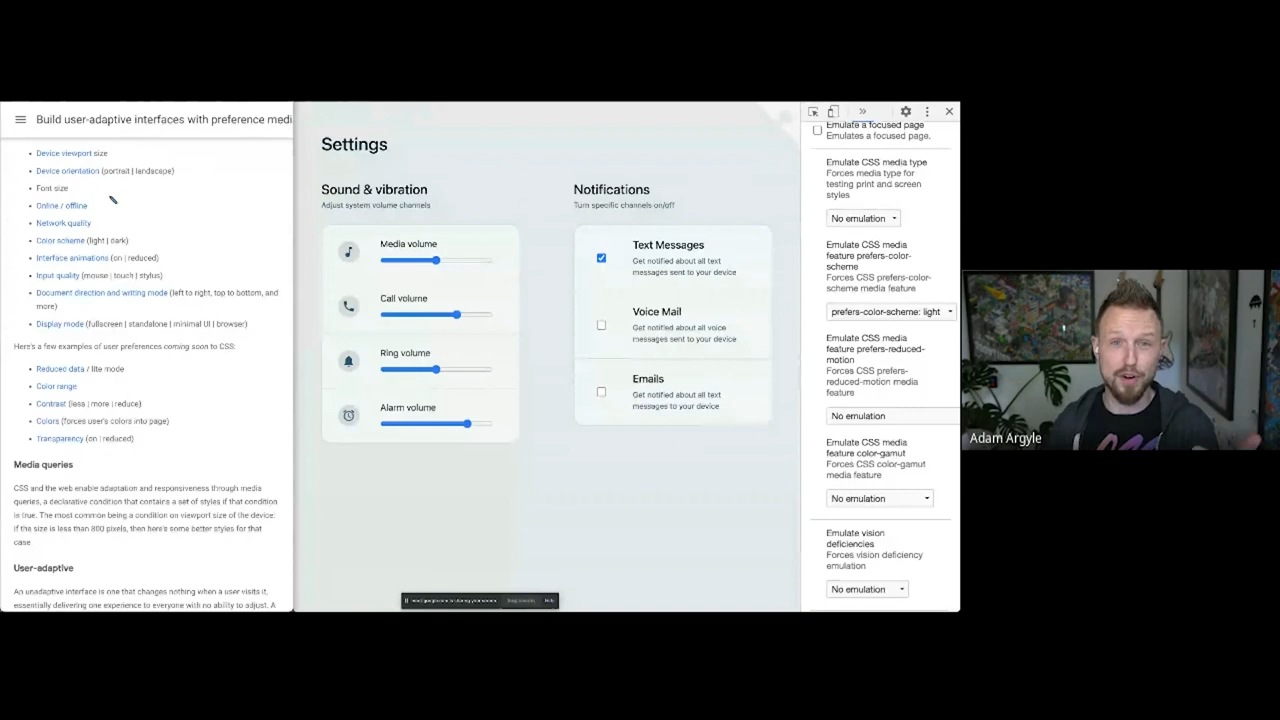 Build user-adaptive interfaces with preference medi
Device viewport size
Device orientation (portrait | landscape)
Font size
Online / offline
Network quality
Color scheme (light | dark)
Interface animations (on | reduced)
Input quality (mouse | touch | stylus)
Document direction and writing mode (left to right, top to bottom, and
more)
Display mode (fullscreen | standalone | minimal UI | browser)
Here's a few examples of user preferences coming soon to CSS:
Reduced data / lite mode
Color range
Contrast (less | more | reduce)
Colors (forces user's colors into page)
Transparency (on | reduced)
Media queries
CSS and the web enable adaptation and responsiveness through media
queries, a declarative condition that contains a set of styles if that condition
is true. The most common being a condition on viewport size of the device:
if the size is less than 800 pixels, then here's some better styles for that
case
User-adaptive
An unadaptive interface is one that changes nothing when a user visits it,
essentially delivering one experience to everyone with no ability to adjust. A
Settings
Sound & vibration
Adjust system volume channels
Media volume
Call volume
Ring volume
Alarm volume
Notifications
Turn specific channels on/off
Text Messages
Get notified about all text
messages sent to your device
Voice Mail
Get notified about all voice
messages sent to your device
Emails
Get notified about all text
messages to your device
Emulate a focused page
Emulates a focused page.
Emulate CSS media type
Forces media type for
testing print and screen
styles
No emulation
Emulate CSS media
feature prefers-color-
scheme
Forces CSS prefers-color-
scheme media feature
prefers-color-scheme: light
Emulate CSS media
feature prefers-reduced-
motion
Forces CSS prefers-
reduced-motion media
feature
No emulation
Emulate CSS media
feature color-gamut
Forces CSS color-gamut
media feature
No emulation
Emulate vision
deficiencies
Forces vision deficiency
emulation
No emulation
Adam Argyle